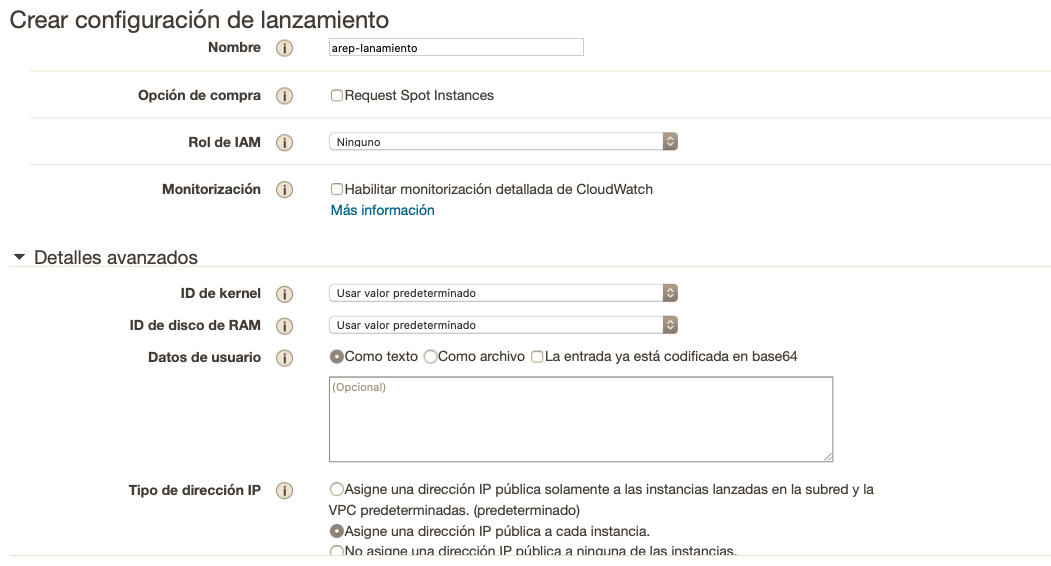 Crear configuración de lanzamiento
Nombre i arep-lanamiento
Opción de compra i Request Spot Instances
Rol de IAM i Ninguno
Monitorización i Habilitar monitorización detallada de CloudWatch
Más información
Detalles avanzados
ID de kernel i Usar valor predeterminado
ID de disco de RAM i Usar valor predeterminado
Datos de usuario i Como texto Como archivo La entrada ya está codificada en base64
(Opcional)
Tipo de dirección IP i Asigne una dirección IP pública solamente a las instancias lanzadas en la subred y la
VPC predeterminadas. (predeterminado)
Asigne una dirección IP pública a cada instancia.
No asigne una dirección IP pública a ninguna de las instancias.